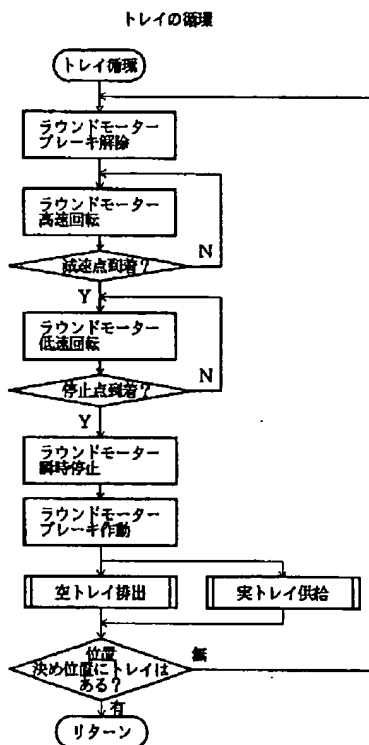 トレイの循環
トレイ循環
ラウンドモーター
ブレーキ解除
ラウンドモーター
高速回転
減速点到着？
N
Y
ラウンドモーター
低速回転
停止点到着？
N
Y
ラウンドモーター
瞬時停止
ラウンドモーター
ブレーキ作動
空トレイ排出
実トレイ供給
位置
決め位置にトレイは
ある？
無
有
リターン